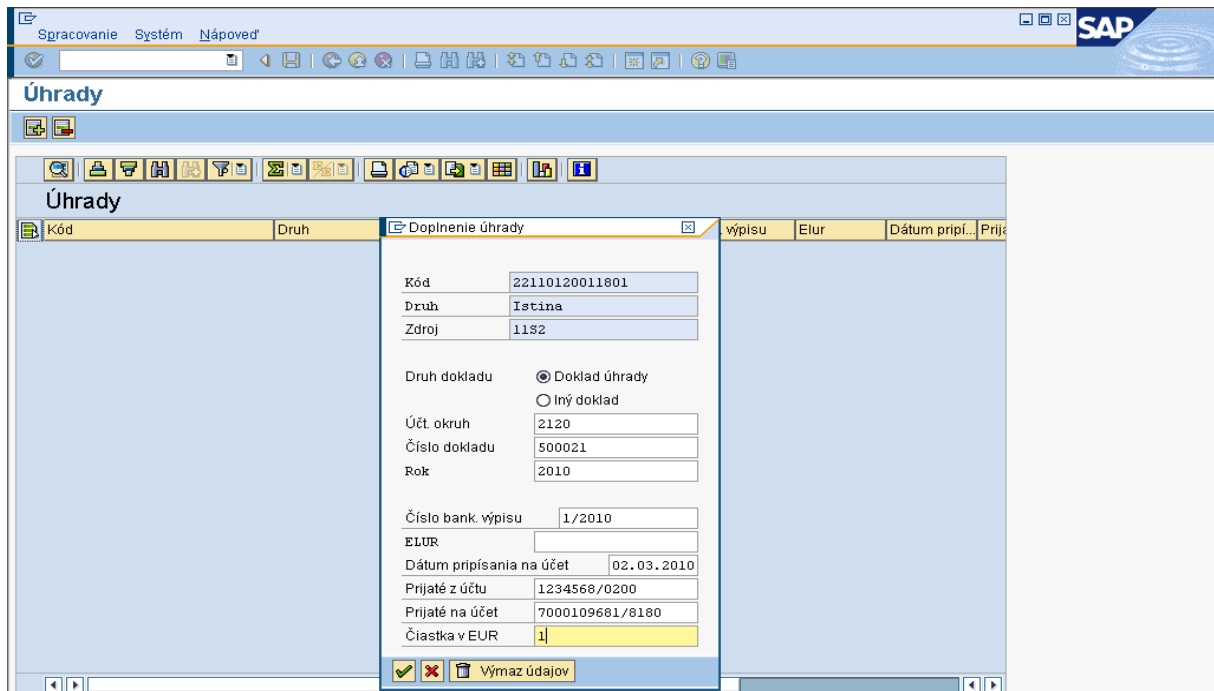 Spracovanie Systém Nápoveď
SAP
Úhrady
Úhrady
Kód Druh . výpisu Elur Dátum pripí... Prija
Doplnenie úhrady
Kód 22110120011801
Druh Istina
Zdroj 11S2
Druh dokladu Doklad úhrady
Iný doklad
Účt. okruh 2120
Číslo dokladu 500021
Rok 2010
Číslo bank. výpisu 1/2010
ELUR
Dátum pripísania na účet 02.03.2010
Prijaté z účtu 1234568/0200
Prijaté na účet 7000109681/8180
Čiastka v EUR 1
Výmaz údajov